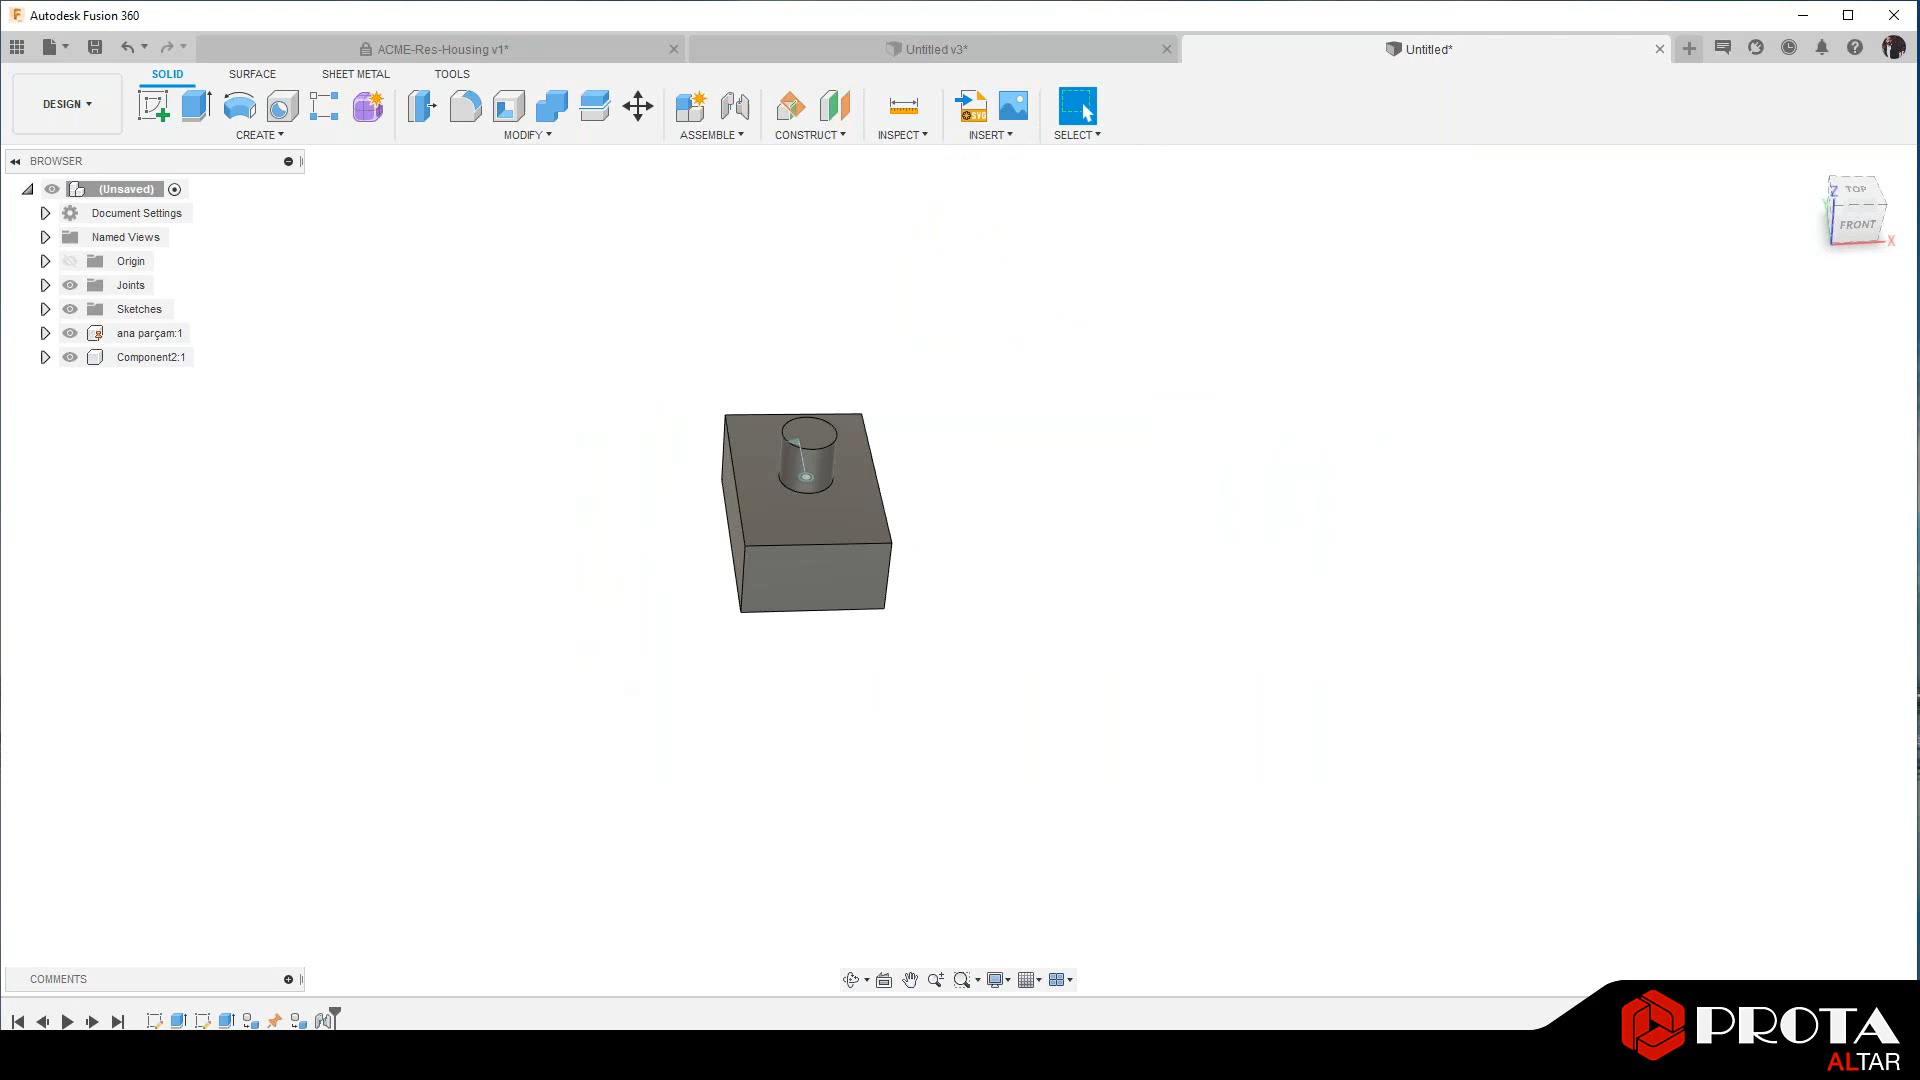 Autodesk Fusion 360
ACME-Res-Housing v1*
Untitled v3*
Untitled*
SOLID
SURFACE
SHEET METAL
TOOLS
DESIGN
CREATE
MODIFY
ASSEMBLE
CONSTRUCT
INSPECT
INSERT
SELECT
SVG
BROWSER
(Unsaved)
Document Settings
Named Views
Origin
Joints
Sketches
ana parçam:1
Component2:1
TOP
FRONT
Z
Y
X
COMMENTS
PROTA
ALTAR